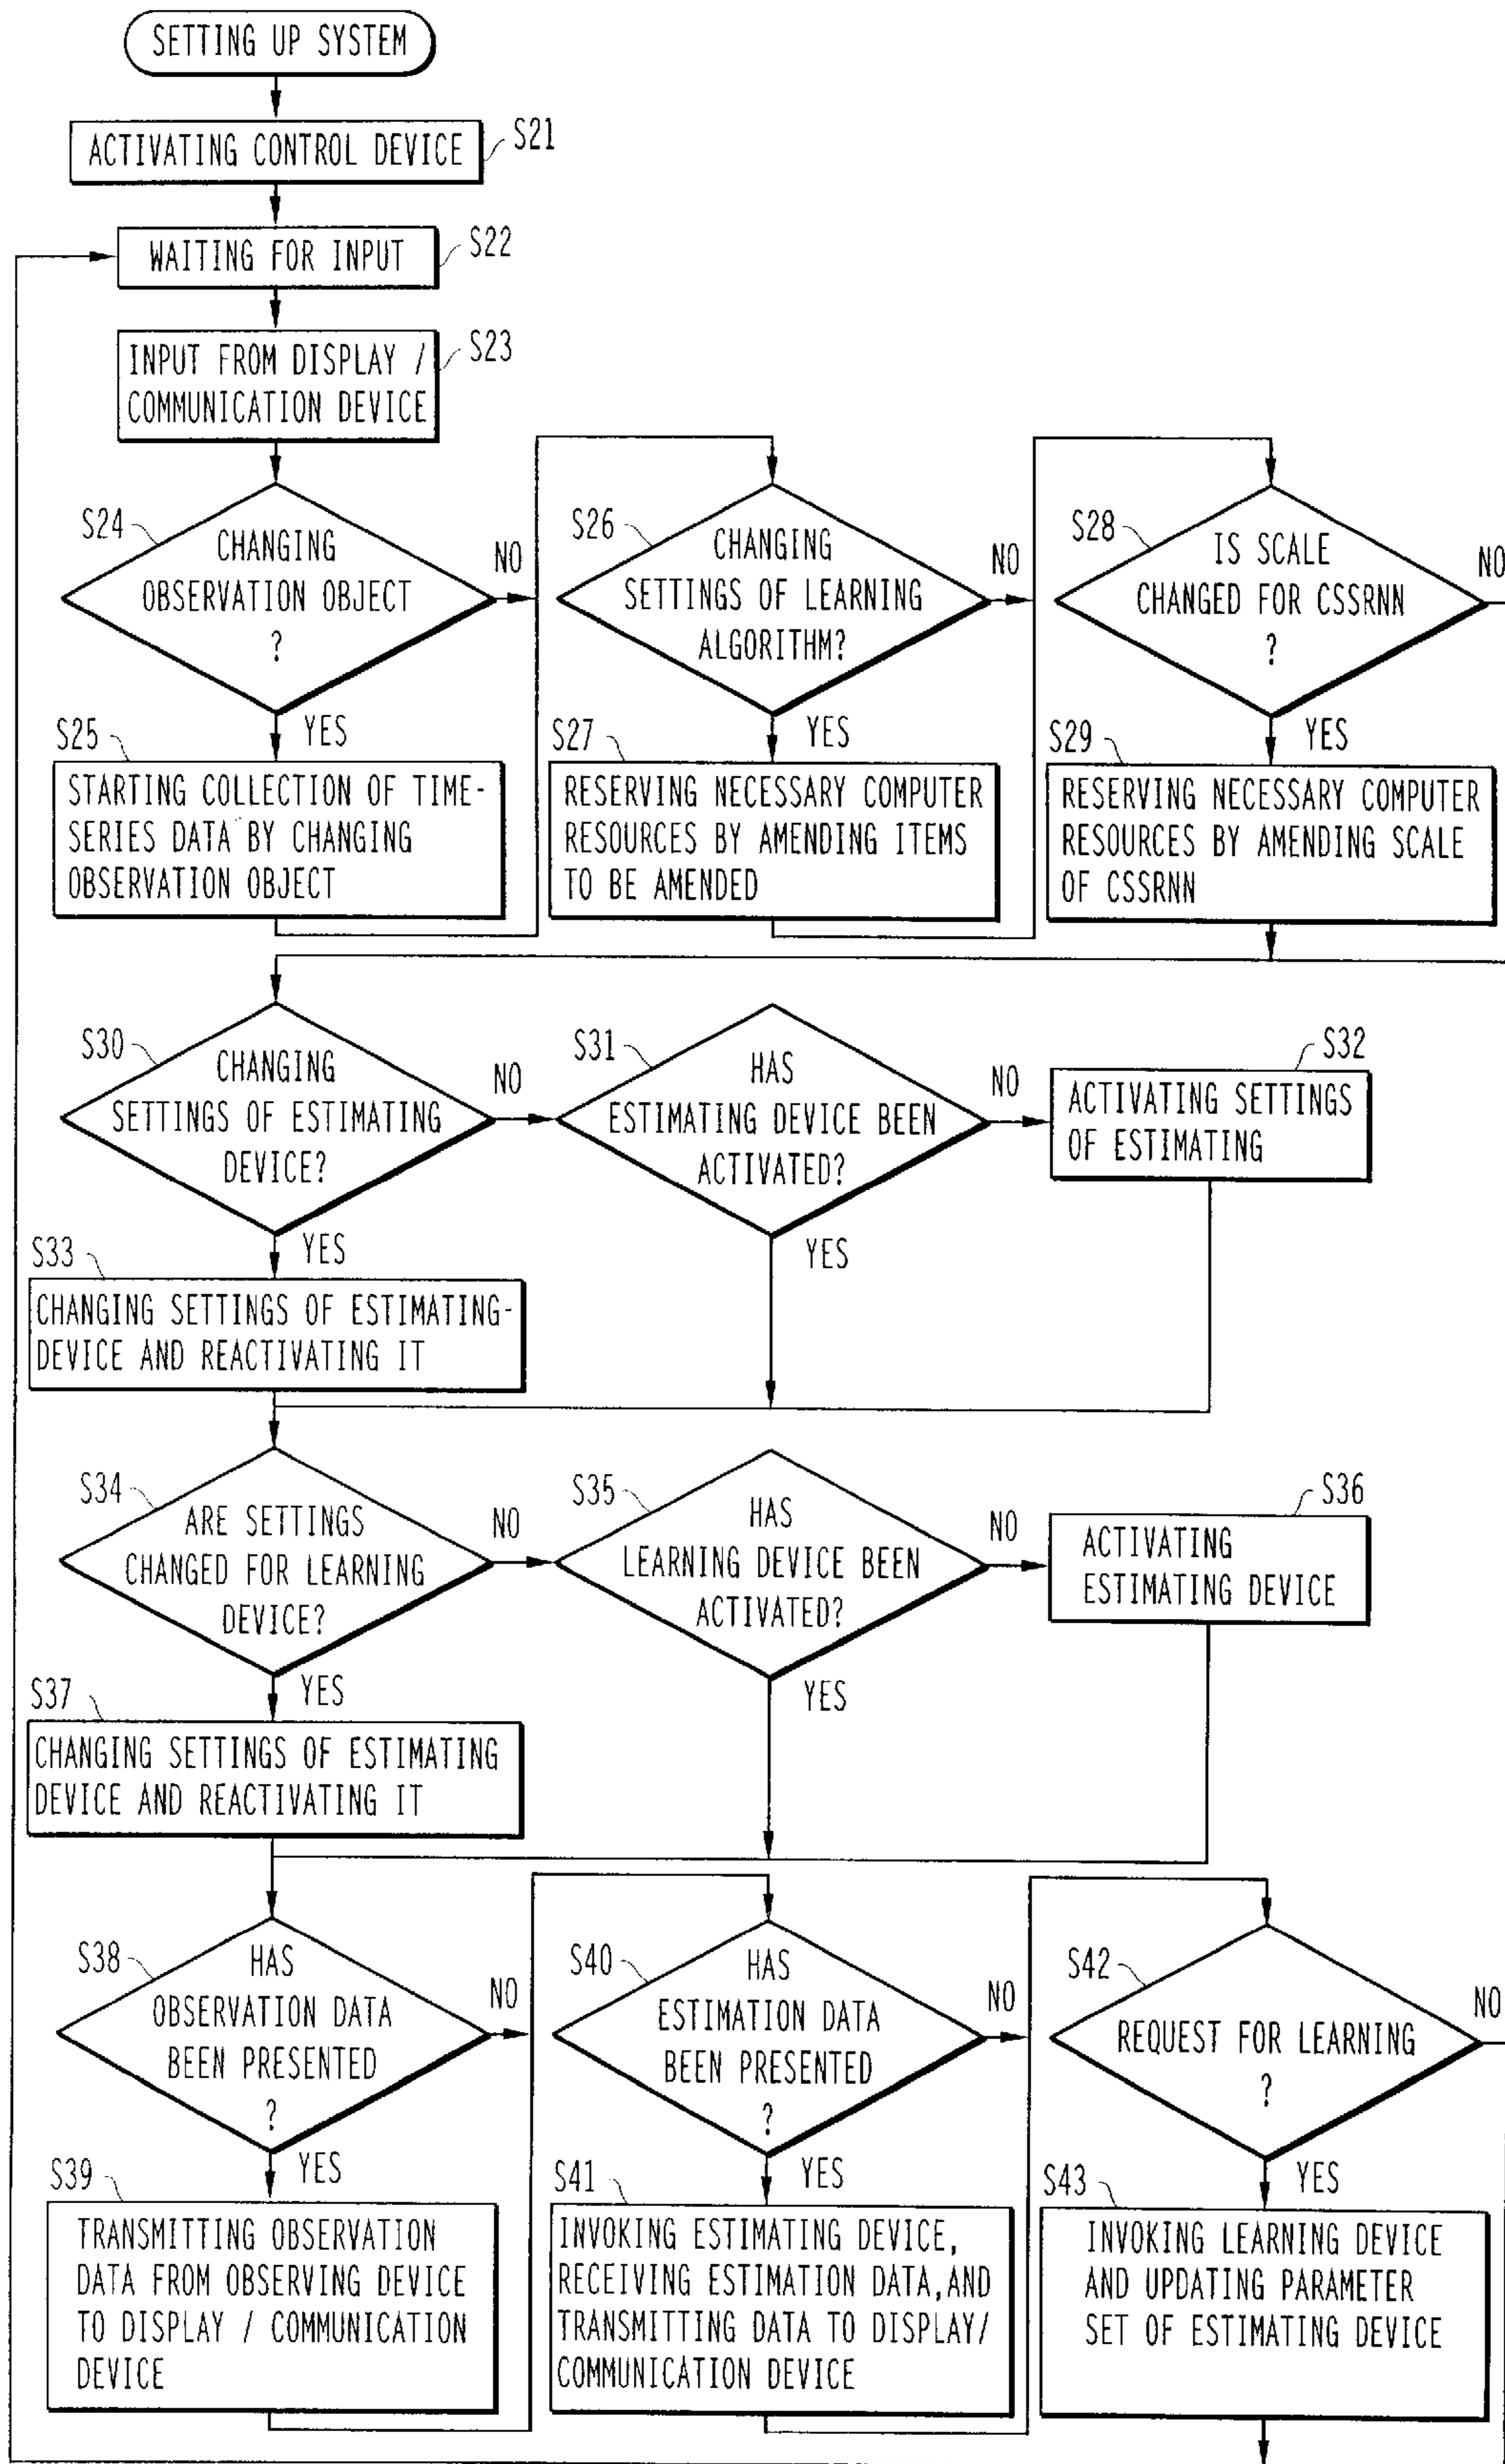 SETTING UP SYSTEM
ACTIVATING CONTROL DEVICE
S21
WAITING FOR INPUT
S22
INPUT FROM DISPLAY /
COMMUNICATION DEVICE
S23
S24
CHANGING
OBSERVATION OBJECT
?
NO
YES
S25
STARTING COLLECTION OF TIME-
SERIES DATA BY CHANGING
OBSERVATION OBJECT
S26
CHANGING
SETTINGS OF LEARNING
ALGORITHM?
NO
YES
S27
RESERVING NECESSARY COMPUTER
RESOURCES BY AMENDING ITEMS
TO BE AMENDED
S28
IS SCALE
CHANGED FOR CSSRNN
?
NO
YES
S29
RESERVING NECESSARY COMPUTER
RESOURCES BY AMENDING SCALE
OF CSSRNN
S30
CHANGING
SETTINGS OF ESTIMATING
DEVICE?
NO
YES
S31
HAS
ESTIMATING DEVICE BEEN
ACTIVATED?
NO
YES
S32
ACTIVATING SETTINGS
OF ESTIMATING
S33
CHANGING SETTINGS OF ESTIMATING-
DEVICE AND REACTIVATING IT
S34
ARE SETTINGS
CHANGED FOR LEARNING
DEVICE?
NO
YES
S35
HAS
LEARNING DEVICE BEEN
ACTIVATED?
NO
YES
S36
ACTIVATING
ESTIMATING DEVICE
S37
CHANGING SETTINGS OF ESTIMATING
DEVICE AND REACTIVATING IT
S38
HAS
OBSERVATION DATA
BEEN PRESENTED
?
NO
YES
S39
TRANSMITTING OBSERVATION
DATA FROM OBSERVING DEVICE
TO DISPLAY / COMMUNICATION
DEVICE
S40
HAS
ESTIMATION DATA
BEEN PRESENTED
?
NO
YES
S41
INVOKING ESTIMATING DEVICE,
RECEIVING ESTIMATION DATA,AND
TRANSMITTING DATA TO DISPLAY/
COMMUNICATION DEVICE
S42
REQUEST FOR LEARNING
?
NO
YES
S43
INVOKING LEARNING DEVICE
AND UPDATING PARAMETER
SET OF ESTIMATING DEVICE